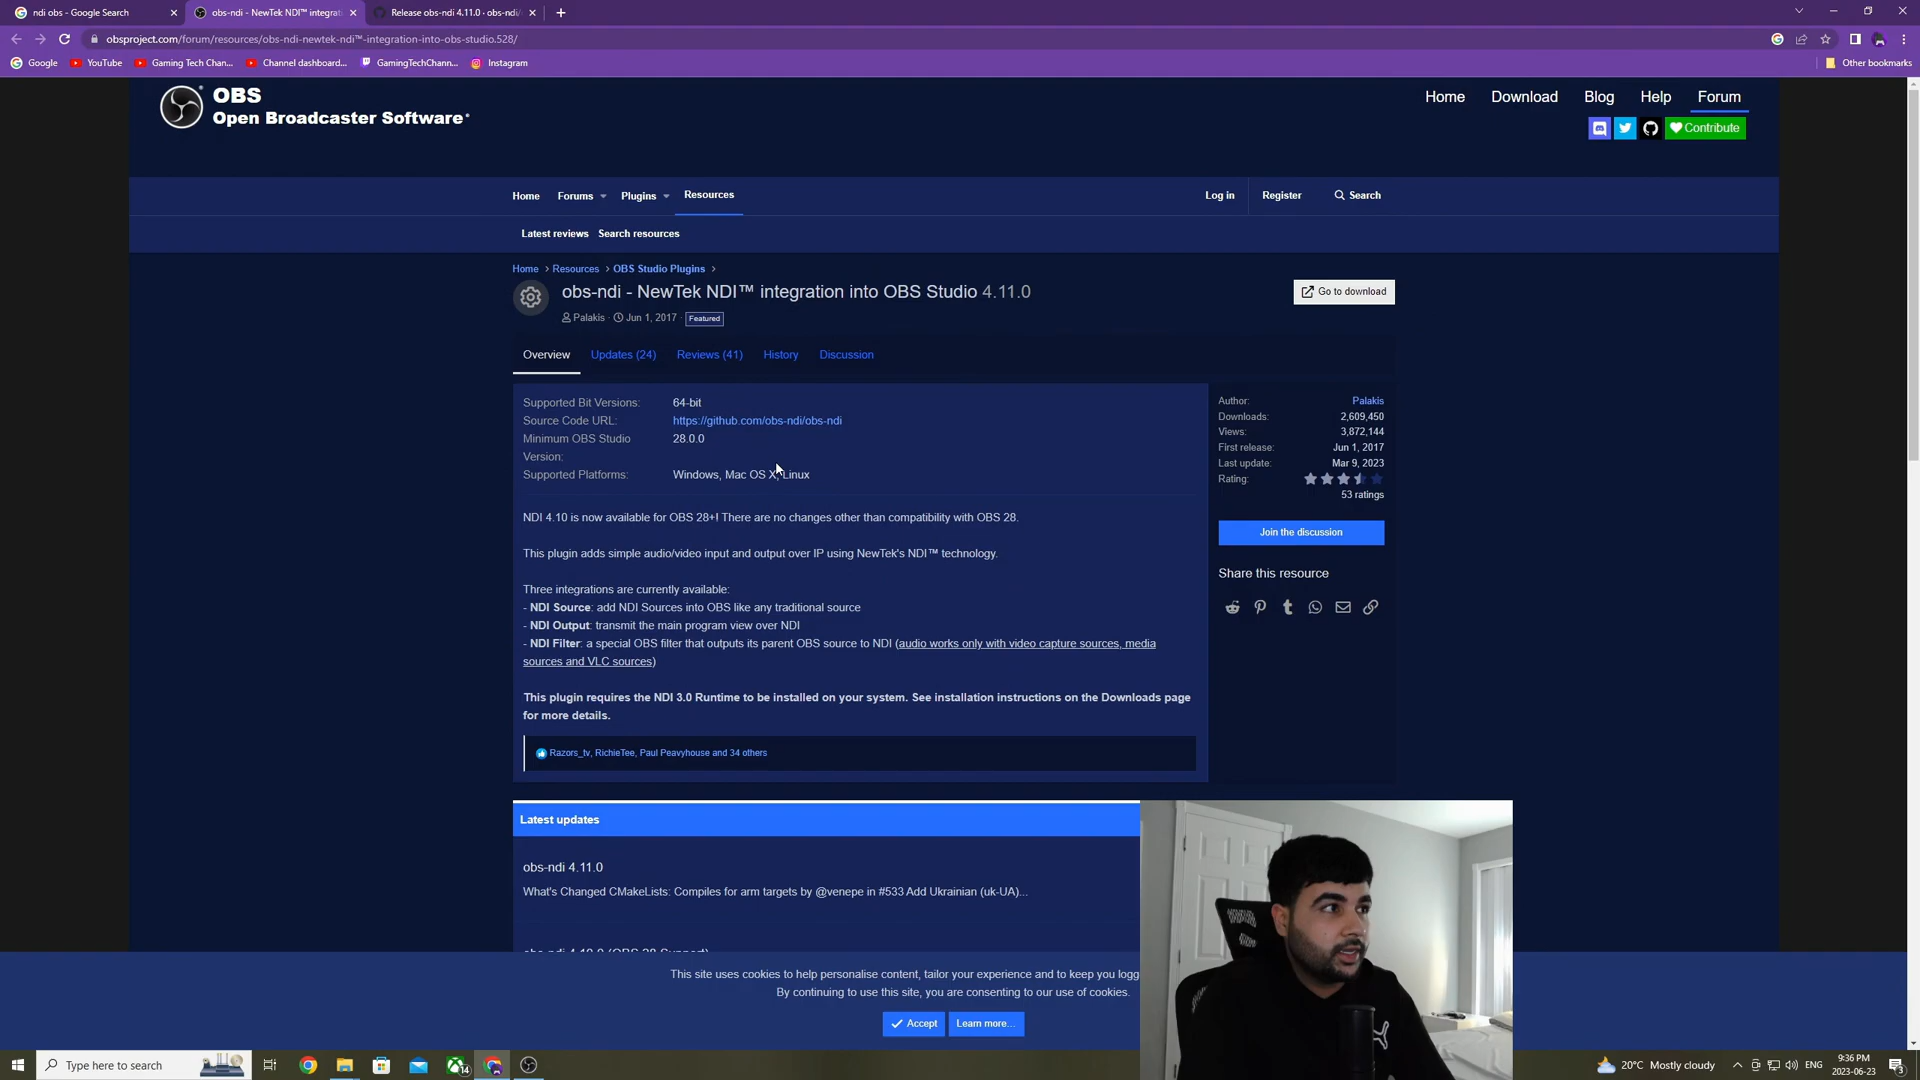 ndi obs - Google Search
obs-ndi - NewTek NDI™ integrat
Release obs-ndi 4.11.0 · obs-ndi/
obsproject.com/forum/resources/obs-ndi-newtek-ndi™-integration-into-obs-studio.528/
Google
YouTube
Gaming Tech Chan...
Channel dashboard...
GamingTechChann...
Instagram
Other bookmarks
OBS
Open Broadcaster Software
Home
Download
Blog
Help
Forum
Contribute
Home
Forums
Plugins
Resources
Log in
Register
Search
Latest reviews
Search resources
Home > Resources > OBS Studio Plugins >
obs-ndi - NewTek NDI™ integration into OBS Studio 4.11.0
Go to download
Palakis · Jun 1, 2017 · Featured
Overview
Updates (24)
Reviews (41)
History
Discussion
Supported Bit Versions: 64-bit
Source Code URL: https://github.com/obs-ndi/obs-ndi
Minimum OBS Studio 28.0.0
Version:
Supported Platforms: Windows, Mac OS X, Linux
Author: Palakis
Downloads: 2,609,450
Views: 3,872,144
First release: Jun 1, 2017
Last update: Mar 9, 2023
Rating:
53 ratings
Join the discussion
Share this resource
NDI 4.10 is now available for OBS 28+! There are no changes other than compatibility with OBS 28.
This plugin adds simple audio/video input and output over IP using NewTek's NDI™ technology.
Three integrations are currently available:
- NDI Source: add NDI Sources into OBS like any traditional source
- NDI Output: transmit the main program view over NDI
- NDI Filter: a special OBS filter that outputs its parent OBS source to NDI (audio works only with video capture sources, media
sources and VLC sources)
This plugin requires the NDI 3.0 Runtime to be installed on your system. See installation instructions on the Downloads page
for more details.
Razors_tv, RichieTee, Paul Peavyhouse and 34 others
Latest updates
obs-ndi 4.11.0
What's Changed CMakeLists: Compiles for arm targets by @venepe in #533 Add Ukrainian (uk-UA)...
obs-ndi 4.10.0 (OBS 28 Support)
This site uses cookies to help personalise content, tailor your experience and to keep you logg
By continuing to use this site, you are consenting to our use of cookies.
Accept
Learn more...
Type here to search
14
20°C Mostly cloudy
ENG
9:36 PM
2023-06-23
3